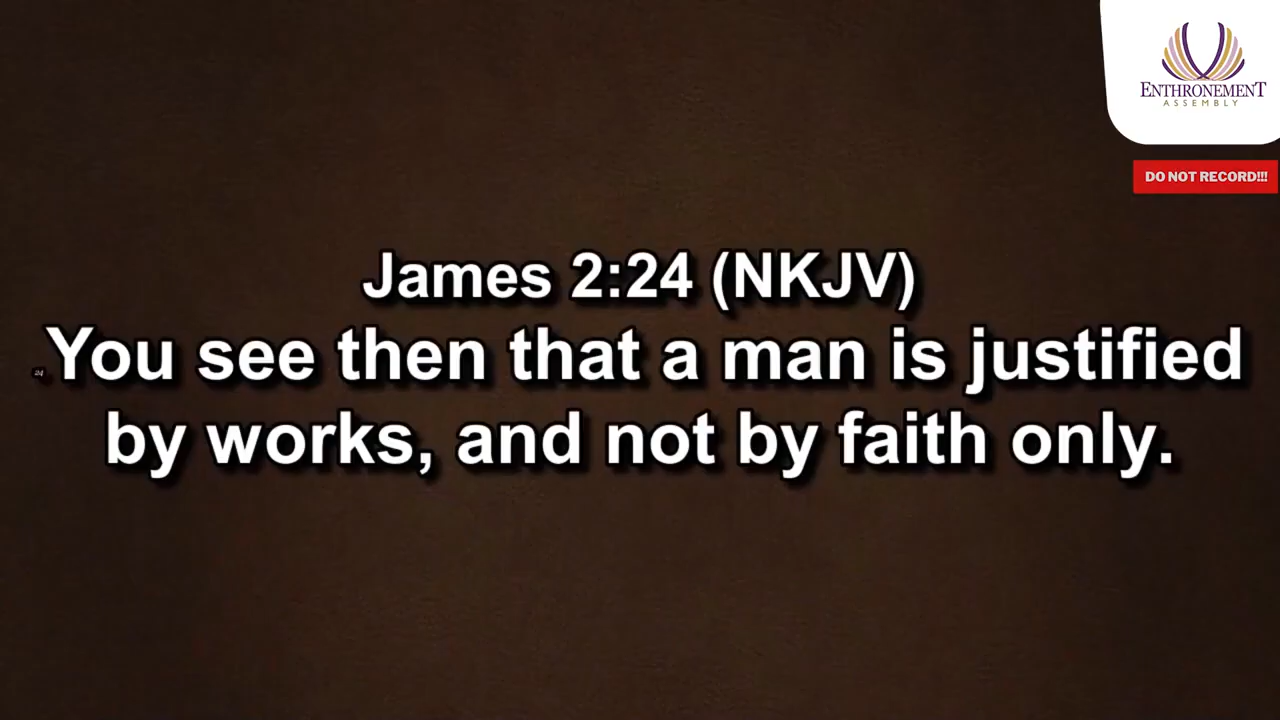 ENTHRONEMENT
ASSEMBLY
DO NOT RECORD!!!
James 2:24 (NKJV)
24 You see then that a man is justified
by works, and not by faith only.